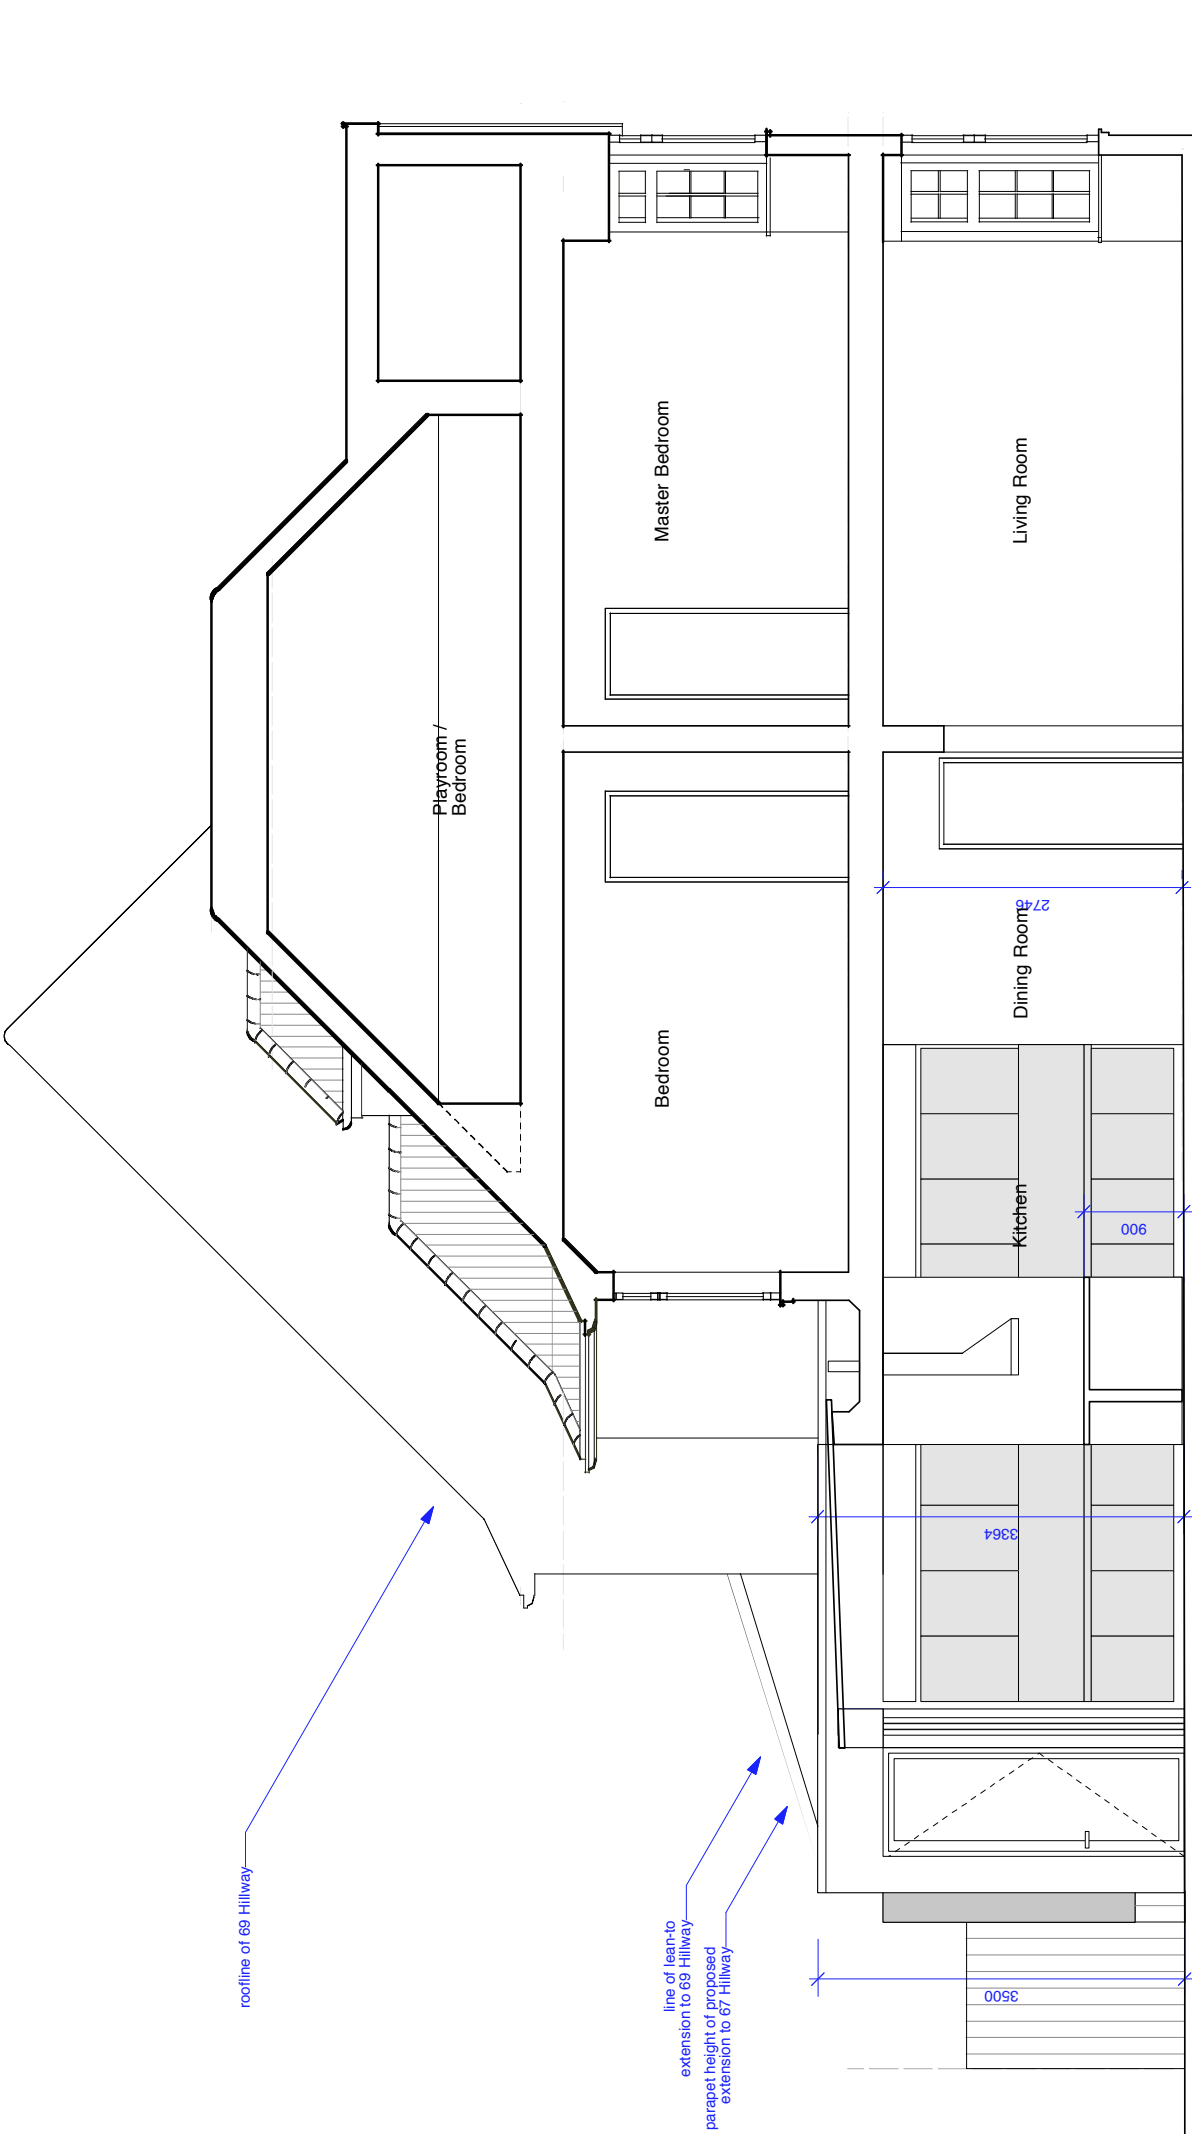 roofline of 69 Hillway
Playroom /
Bedroom
Master Bedroom
Bedroom
line of lean-to
extension to 69 Hillway
parapet height of proposed
extension to 67 Hillway
Living Room
Dining Room
Kitchen
2746
900
3364
3500